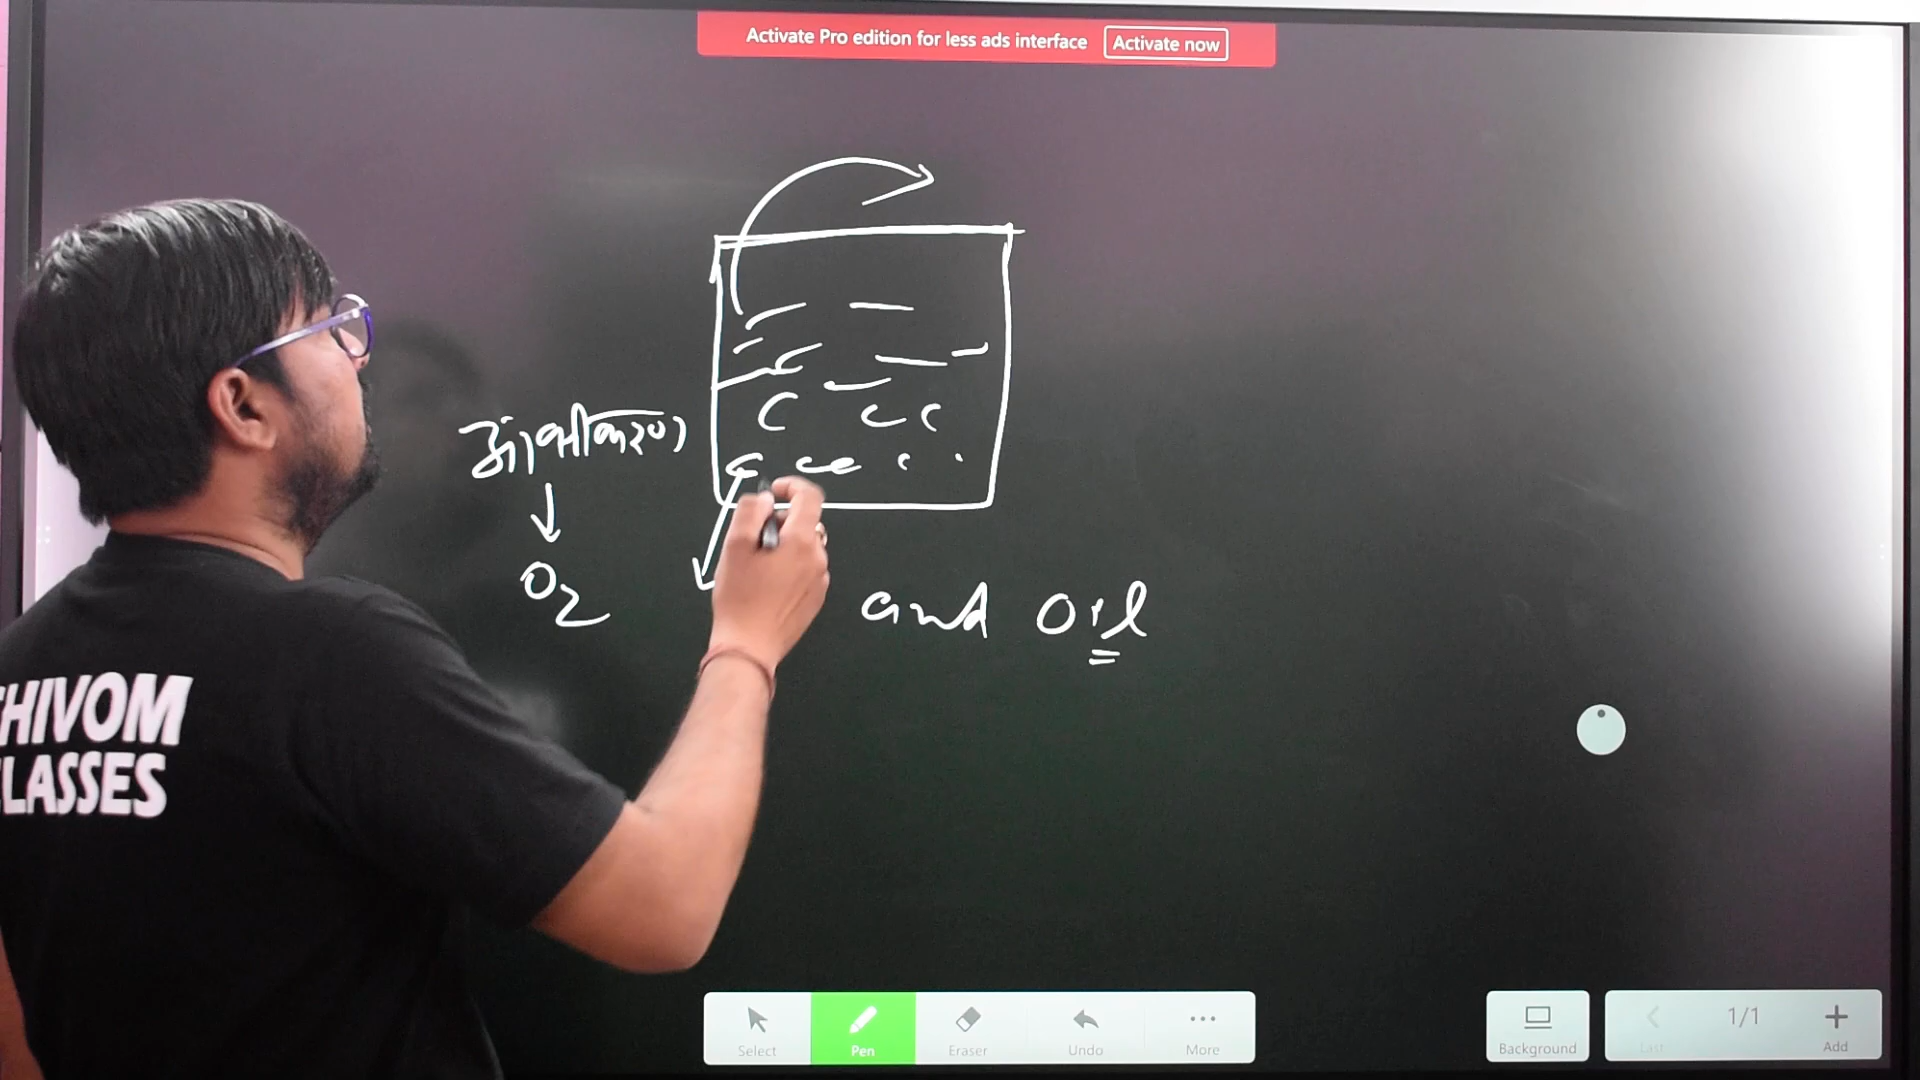 Activate Pro edition for less ads interface Activate now
C
C C C
ऑक्सीकरण
O2
and Oil
HIVOM
LASSES
Select Pen Eraser Undo More
Background
Last 1/1 Add